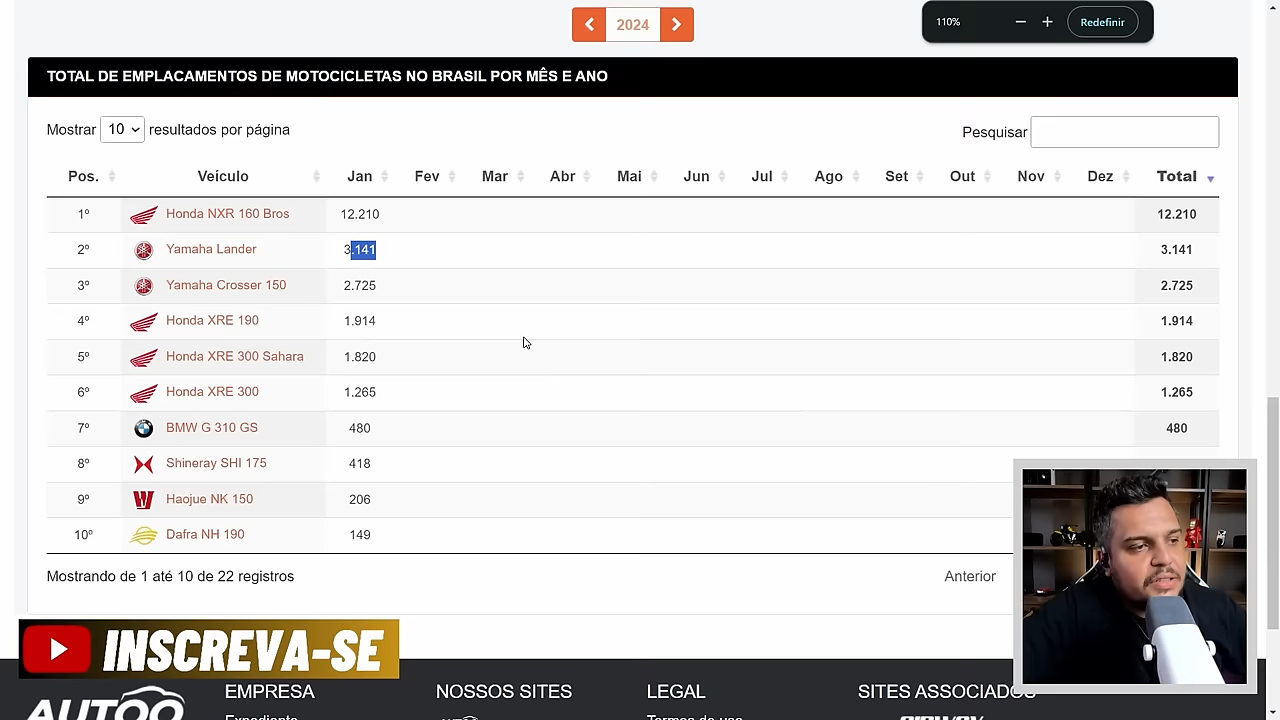 2024
110%
Redefinir
TOTAL DE EMPLACAMENTOS DE MOTOCICLETAS NO BRASIL POR MÊS E ANO
Mostrar 10 resultados por página
Pesquisar
Pos. Veículo Jan Fev Mar Abr Mai Jun Jul Ago Set Out Nov Dez Total
1º Honda NXR 160 Bros 12.210 12.210
2º Yamaha Lander 3.141 3.141
3º Yamaha Crosser 150 2.725 2.725
4º Honda XRE 190 1.914 1.914
5º Honda XRE 300 Sahara 1.820 1.820
6º Honda XRE 300 1.265 1.265
7º BMW G 310 GS 480 480
8º Shineray SHI 175 418
9º Haojue NK 150 206
10º Dafra NH 190 149
Mostrando de 1 até 10 de 22 registros
Anterior
INSCREVA-SE
AUTOO
EMPRESA NOSSOS SITES LEGAL SITES ASSOCIADOS
Expediente
Termos de uso